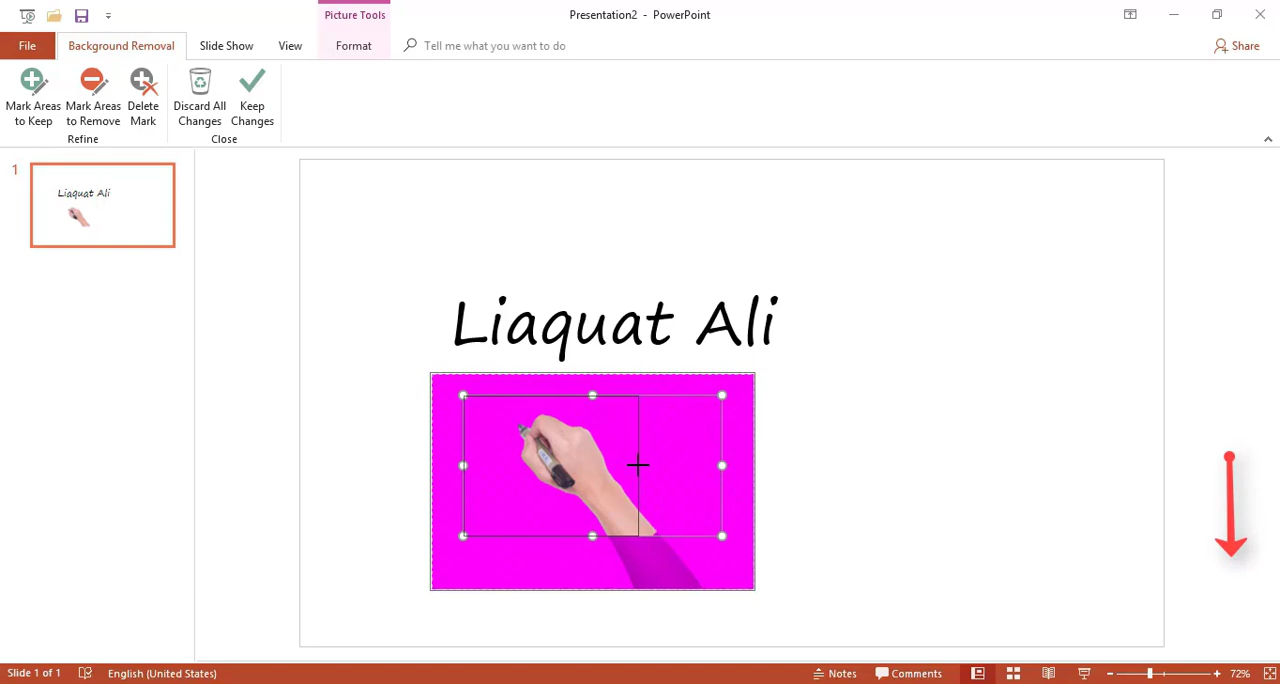 Picture Tools
Presentation2 - PowerPoint
File
Background Removal
Slide Show
View
Format
Tell me what you want to do
Share
Mark Areas to Keep
Mark Areas to Remove
Delete Mark
Discard All Changes
Keep Changes
Refine
Close
1
Liaquat Ali
Liaquat Ali
Slide 1 of 1
English (United States)
Notes
Comments
72%